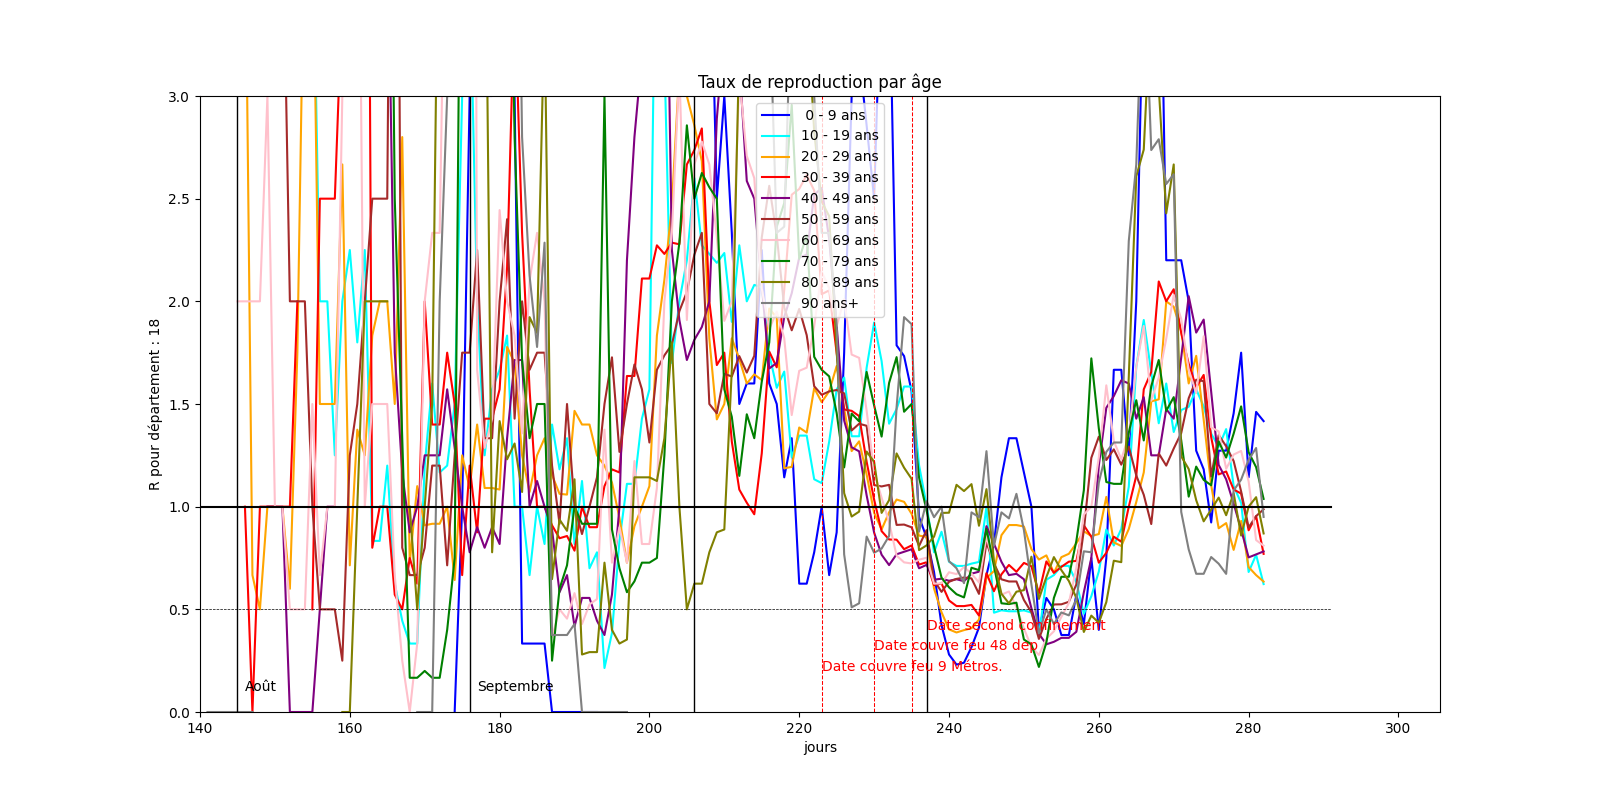 Taux de reproduction par âge
3.0
2.5
2.0
1.5
1.0
0.5
0.0
R pour département : 18
0 - 9 ans
10 - 19 ans
20 - 29 ans
30 - 39 ans
40 - 49 ans
50 - 59 ans
60 - 69 ans
70 - 79 ans
80 - 89 ans
90 ans+
Date second confinement
Date couvre feu 48 dep
Date couvre feu 9 Métros.
Août
Septembre
140
160
180
200
220
240
260
280
300
jours